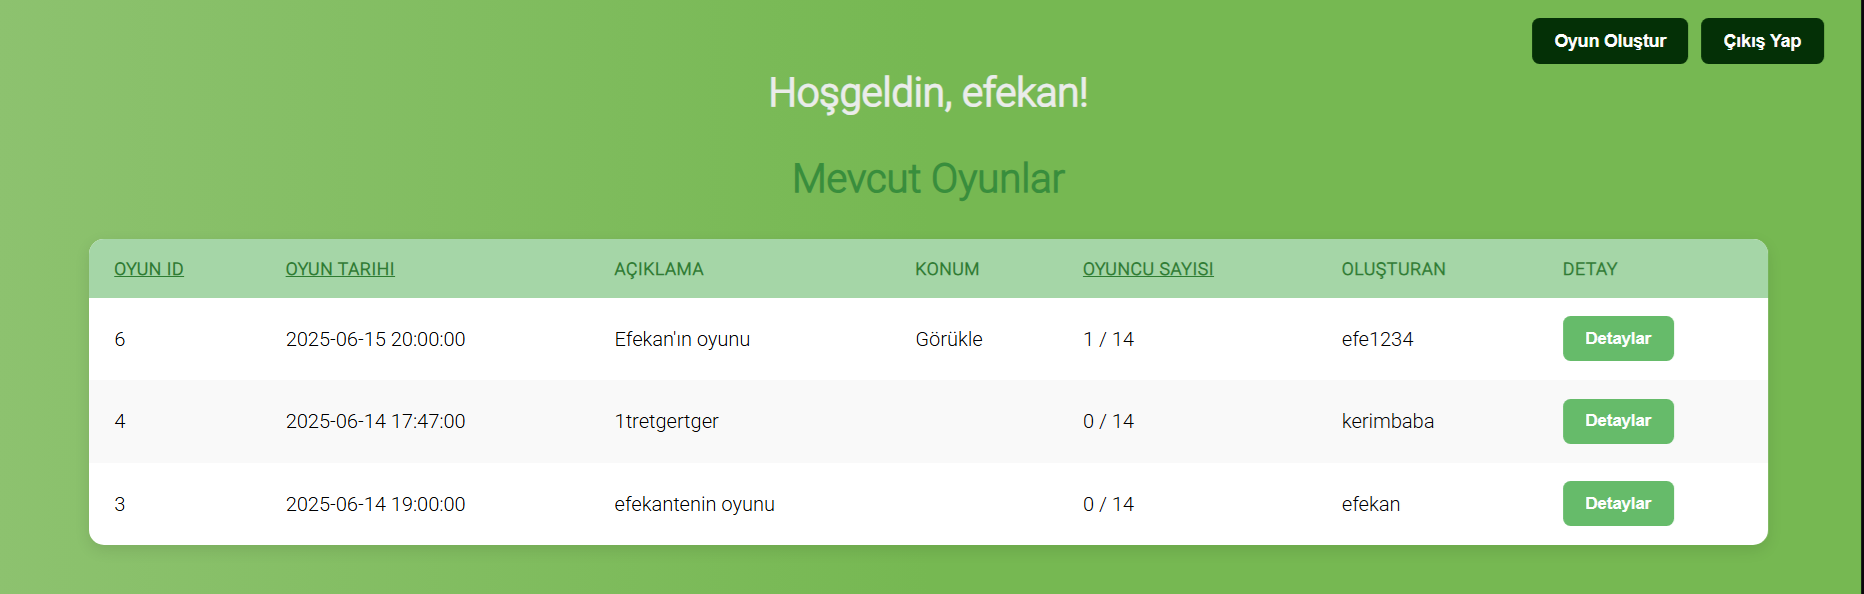 Oyun Oluştur Çıkış Yap
Hoşgeldin, efekan!
Mevcut Oyunlar
OYUN ID OYUN TARIHI AÇIKLAMA KONUM OYUNCU SAYISI OLUŞTURAN DETAY
6 2025-06-15 20:00:00 Efekan'ın oyunu Görükle 1 / 14 efe1234 Detaylar
4 2025-06-14 17:47:00 1tretgertger 0 / 14 kerimbaba Detaylar
3 2025-06-14 19:00:00 efekantenin oyunu 0 / 14 efekan Detaylar